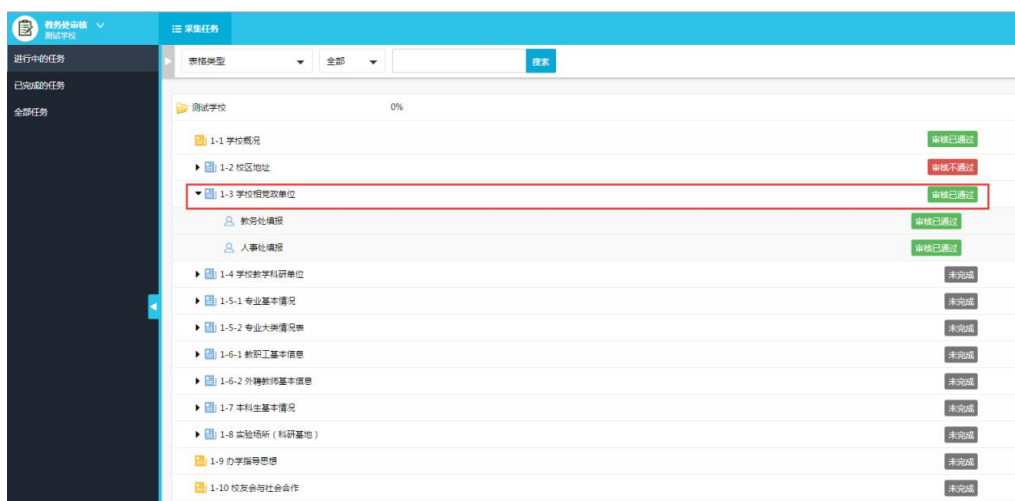 教务处审核
测试学校
采集任务
进行中的任务
已完成的任务
全部任务
表格类型 全部 搜索
测试学校 0%
1-1 学校概况 审核已通过
1-2 校区地址 审核不通过
1-3 学校相党政单位 审核已通过
教务处填报 审核已通过
人事处填报 审核已通过
1-4 学校教学科研单位 未完成
1-5-1 专业基本情况 未完成
1-5-2 专业大类情况表 未完成
1-6-1 教职工基本信息 未完成
1-6-2 外聘教师基本信息 未完成
1-7 本科生基本情况 未完成
1-8 实验场所（科研基地） 未完成
1-9 办学指导思想 未完成
1-10 校友会与社会合作 未完成